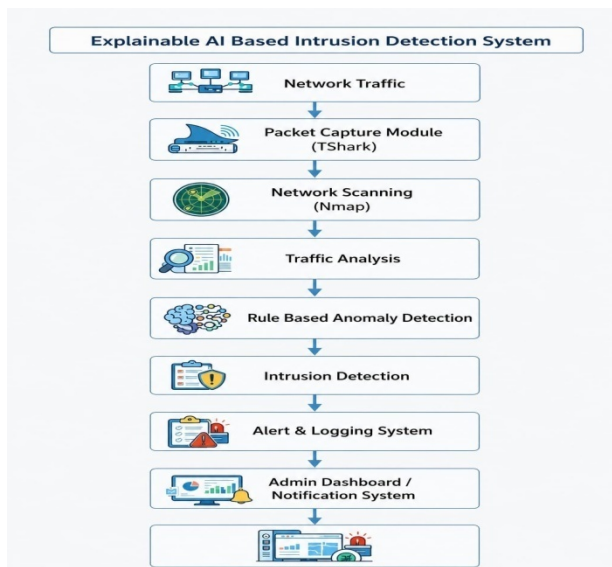 Explainable AI Based Intrusion Detection System
Network Traffic
Packet Capture Module
(TShark)
Network Scanning
(Nmap)
Traffic Analysis
Rule Based Anomaly Detection
Intrusion Detection
Alert & Logging System
Admin Dashboard /
Notification System